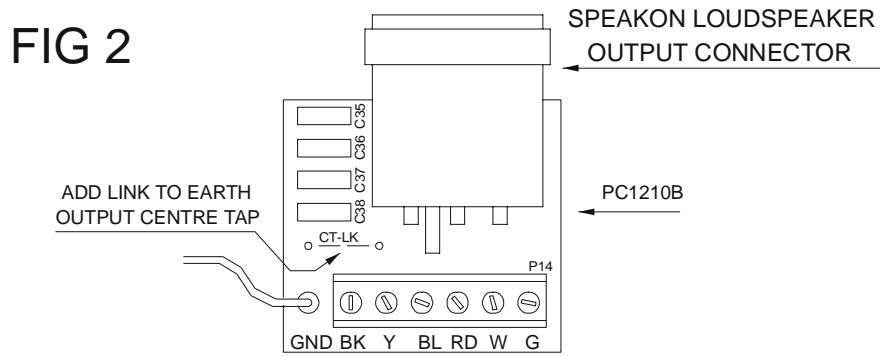 FIG 2
SPEAKON LOUDSPEAKER
OUTPUT CONNECTOR
C35
C36
C37
C38
ADD LINK TO EARTH
OUTPUT CENTRE TAP
PC1210B
CT-LK
P14
GND BK Y BL RD W G